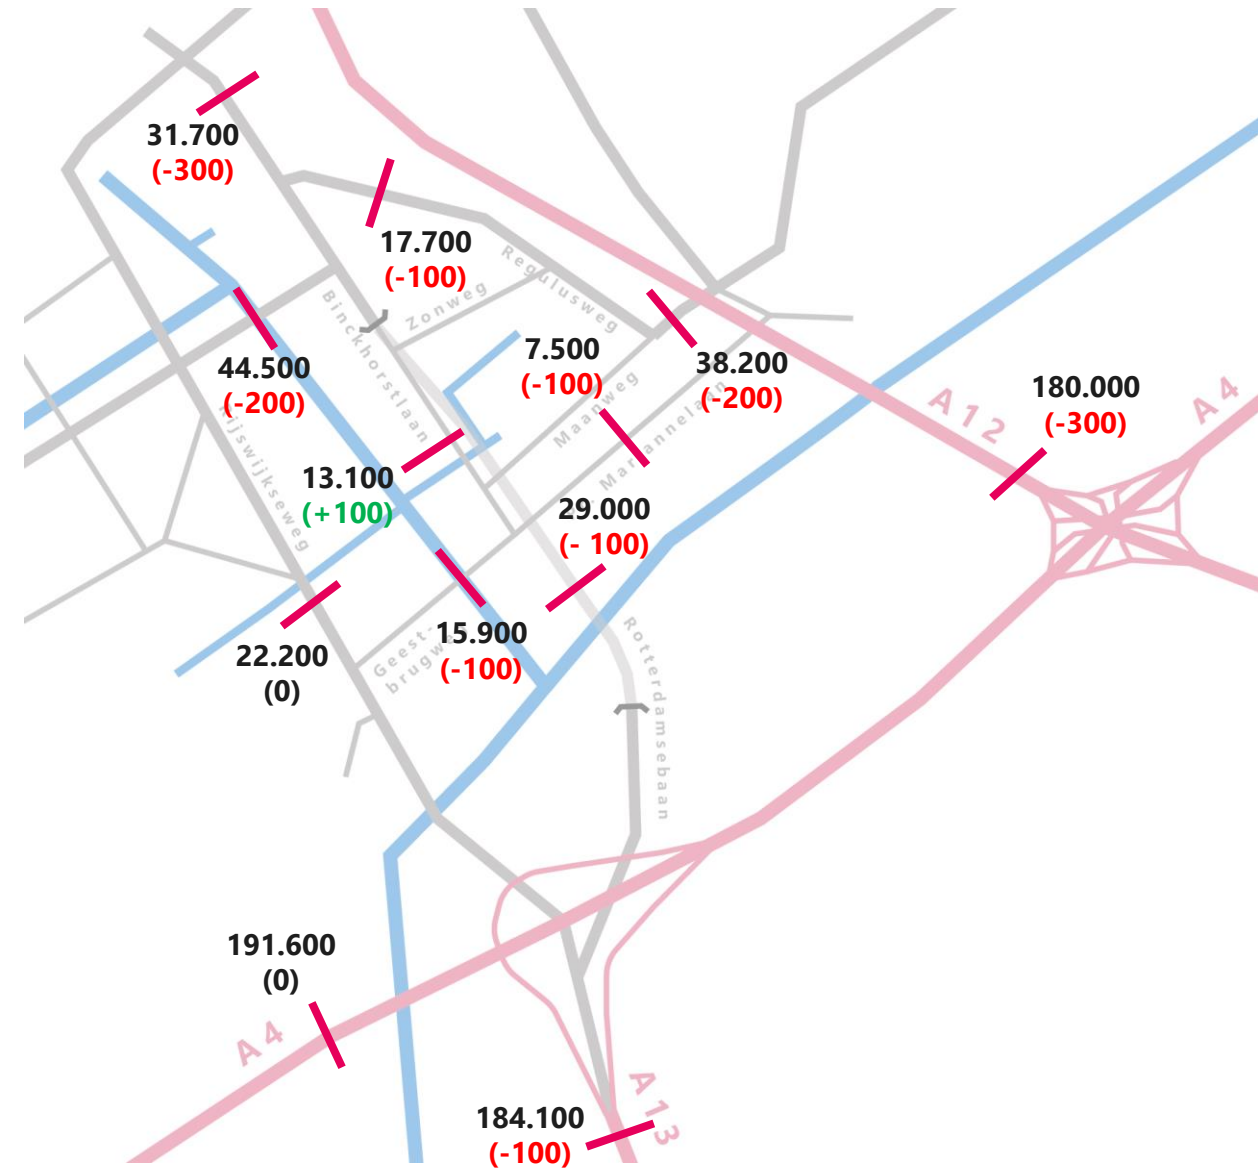 31.700
(-300)
17.700
(-100)
Regulusweg
Zonweg
Binckhorstlaan
44.500
(-200)
7.500
(-100)
38.200
(-200)
Maanweg
Mariannelaan
A12
180.000
(-300)
A4
Rijswijkseweg
13.100
(+100)
29.000
(- 100)
22.200
(0)
Geest-
brugweg
15.900
(-100)
Rotterdamsebaan
191.600
(0)
A4
184.100
(-100)
A13